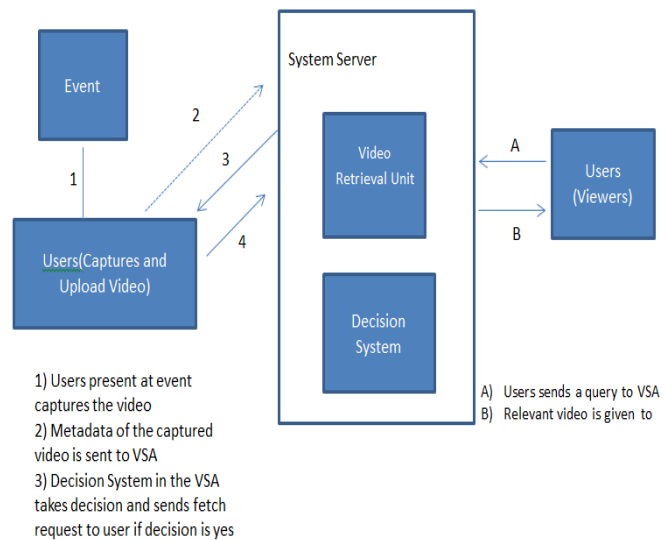 Event
1
2
3
4
Users(Captures and
Upload Video)
System Server
Video
Retrieval Unit
Decision
System
A
B
Users
(Viewers)
1) Users present at event
captures the video
2) Metadata of the captured
video is sent to VSA
3) Decision System in the VSA
takes decision and sends fetch
request to user if decision is yes
A) Users sends a query to VSA
B) Relevant video is given to